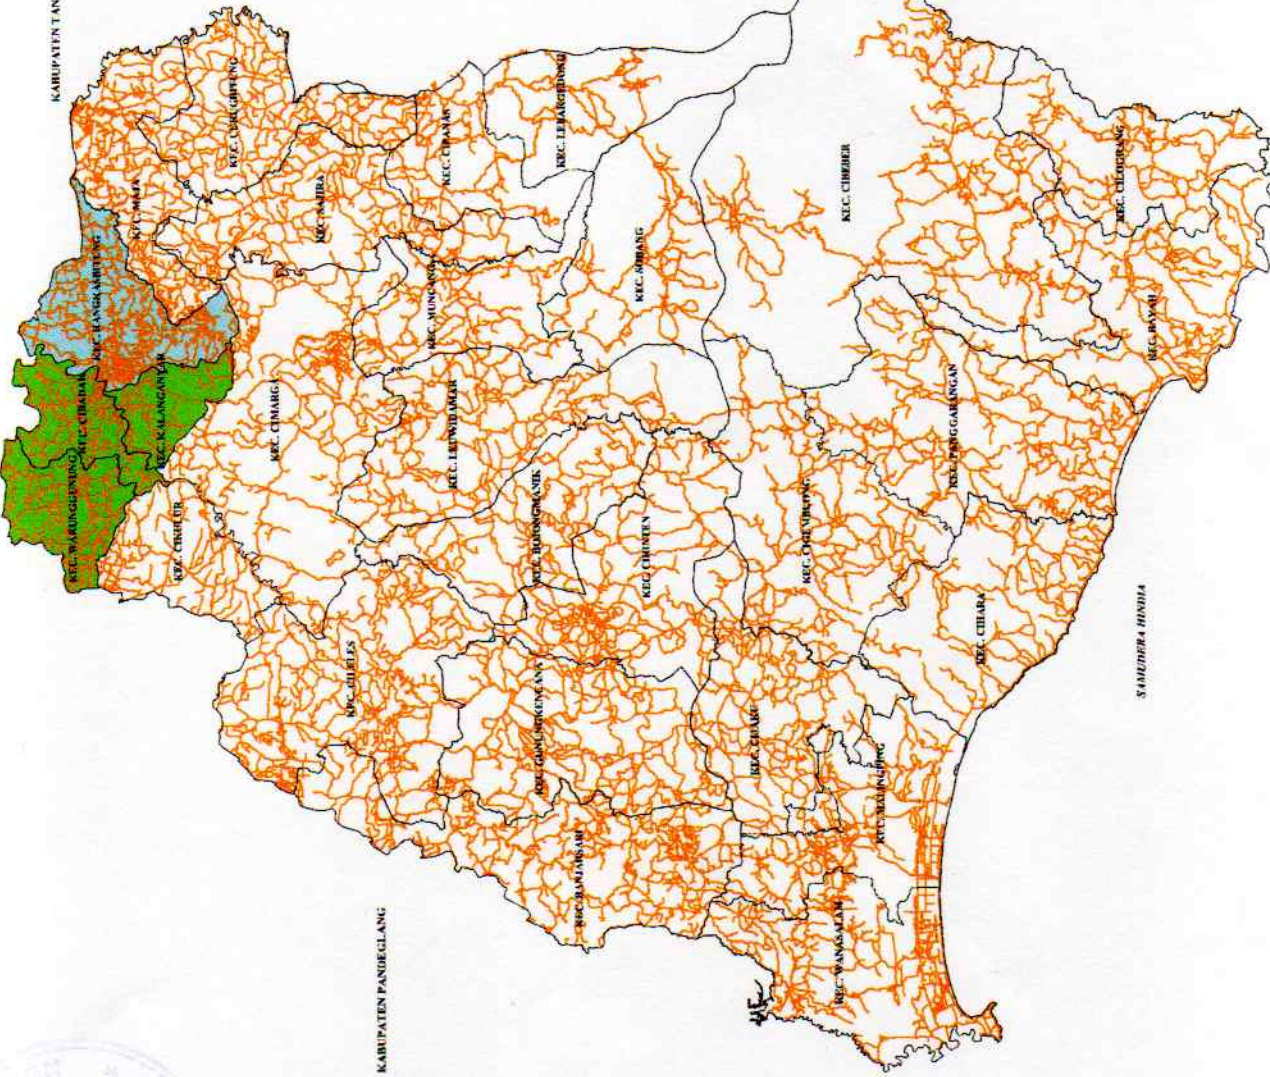 KABUPATEN TAN
KEC. CURUGBITUNG
KEC. MAJA
KEC. RANGKASBITUNG
KEC. SAJIRA
KEC. CIPANAS
KEC. LEBAKGEDONG
KEC. CIBADAK
KEC. KALANGANYAR
KEC. WARUNGGUNUNG
KEC. CIMARGA
KEC. MUNCANG
KEC. SOBANG
KEC. CIBEBER
KEC. CILOGRANG
KEC. CIKULUR
KEC. LEUWIDAMAR
KEC. BAYAH
KEC. BOJONGMANIK
KEC. CIRINTEN
KEC. CIGEMBLONG
KEC. PANGGARANGAN
KEC. CILELES
KEC. GUNUNGKENCANA
KEC. CIJAKU
KEC. CIHARA
KEC. MALINGPING
KEC. BANJARSARI
KEC. WANASALAM
KABUPATEN PANDEGLANG
SAMUDERA HINDIA